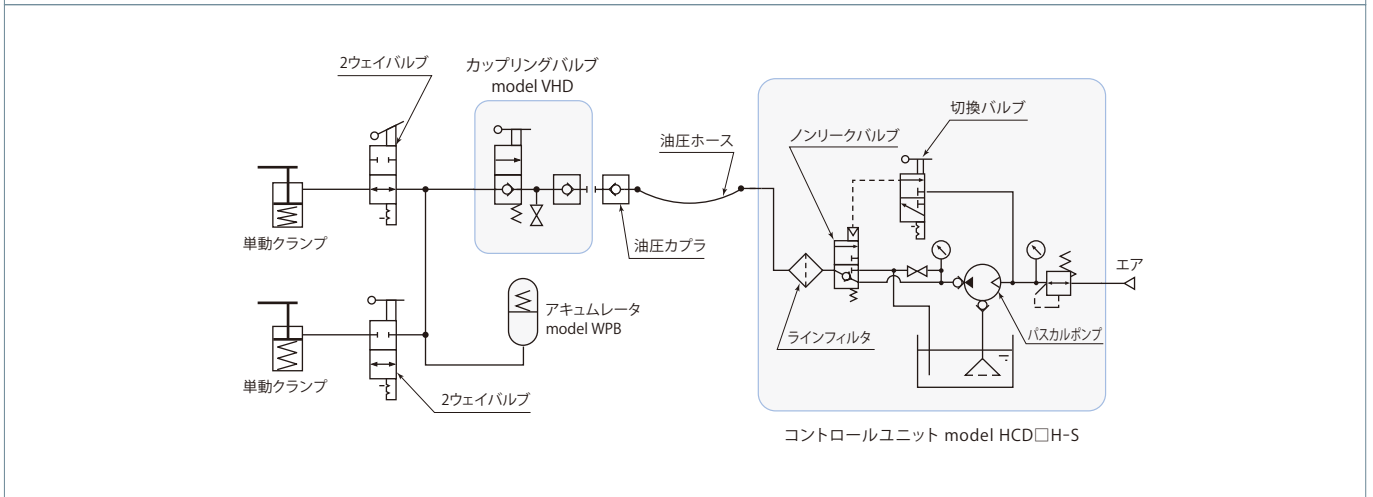 2ウェイバルブ
カップリングバルブ
model VHD
油圧ホース
ノンリークバルブ
切換バルブ
単動クランプ
油圧カプラ
エア
アキュムレータ
model WPB
ラインフィルタ
パスカルポンプ
単動クランプ
2ウェイバルブ
コントロールユニット model HCD□H-S